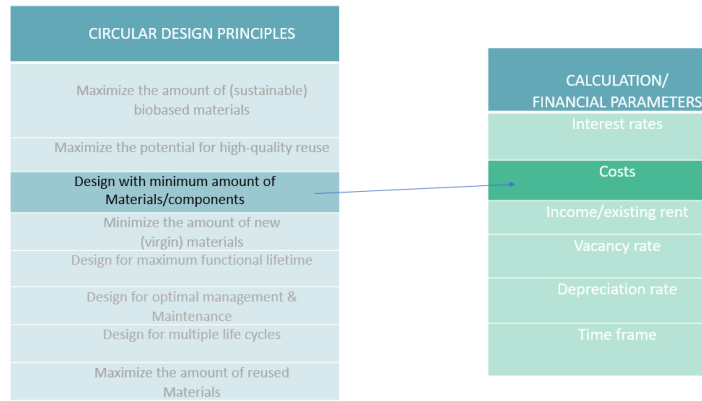 CIRCULAR DESIGN PRINCIPLES
Maximize the amount of (sustainable)
biobased materials
Maximize the potential for high-quality reuse
Design with minimum amount of
Materials/components
Minimize the amount of new
(virgin) materials
Design for maximum functional lifetime
Design for optimal management &
Maintenance
Design for multiple life cycles
Maximize the amount of reused
Materials
CALCULATION/
FINANCIAL PARAMETERS
Interest rates
Costs
Income/existing rent
Vacancy rate
Depreciation rate
Time frame